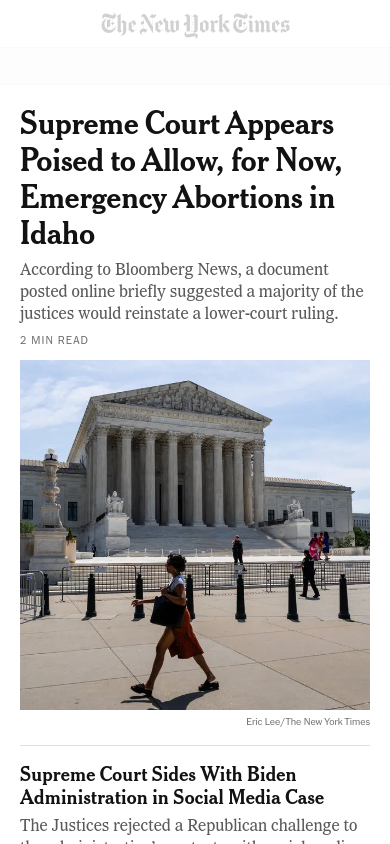 The New York Times
Supreme Court Appears
Poised to Allow, for Now,
Emergency Abortions in
Idaho
According to Bloomberg News, a document
posted online briefly suggested a majority of the
justices would reinstate a lower-court ruling.
2 MIN READ
Eric Lee/The New York Times
Supreme Court Sides With Biden
Administration in Social Media Case
The Justices rejected a Republican challenge to